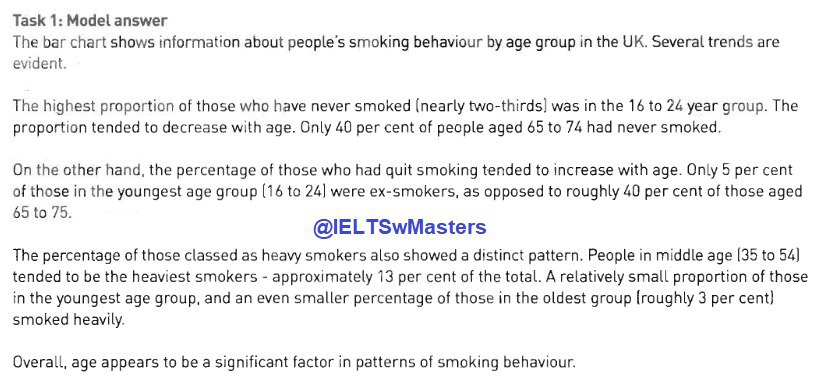 Task 1: Model answer
The bar chart shows information about people's smoking behaviour by age group in the UK. Several trends are
evident.
The highest proportion of those who have never smoked (nearly two-thirds) was in the 16 to 24 year group. The
proportion tended to decrease with age. Only 40 per cent of people aged 65 to 74 had never smoked.
On the other hand, the percentage of those who had quit smoking tended to increase with age. Only 5 per cent
of those in the youngest age group (16 to 24) were ex-smokers, as opposed to roughly 40 per cent of those aged
65 to 75.
@IELTSwMasters
The percentage of those classed as heavy smokers also showed a distinct pattern. People in middle age (35 to 54)
tended to be the heaviest smokers - approximately 13 per cent of the total. A relatively small proportion of those
in the youngest age group, and an even smaller percentage of those in the oldest group (roughly 3 per cent)
smoked heavily.
Overall, age appears to be a significant factor in patterns of smoking behaviour.